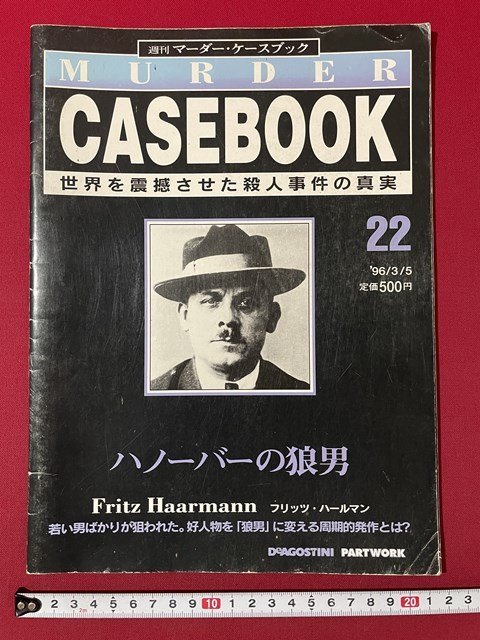 週刊 マーダー・ケースブック
MURDER
CASEBOOK
世界を震撼させた殺人事件の真実
22
'96/3/5
定価500円
ハノーバーの狼男
Fritz Haarmann フリッツ・ハールマン
若い男ばかりが狙われた。好人物を「狼男」に変える周期的発作とは?
DeAGOSTINI PARTWORK
2 3 4 5 6 7 8 9 10 1 2 3 4 5 6 7 8 9 20 1 2 3